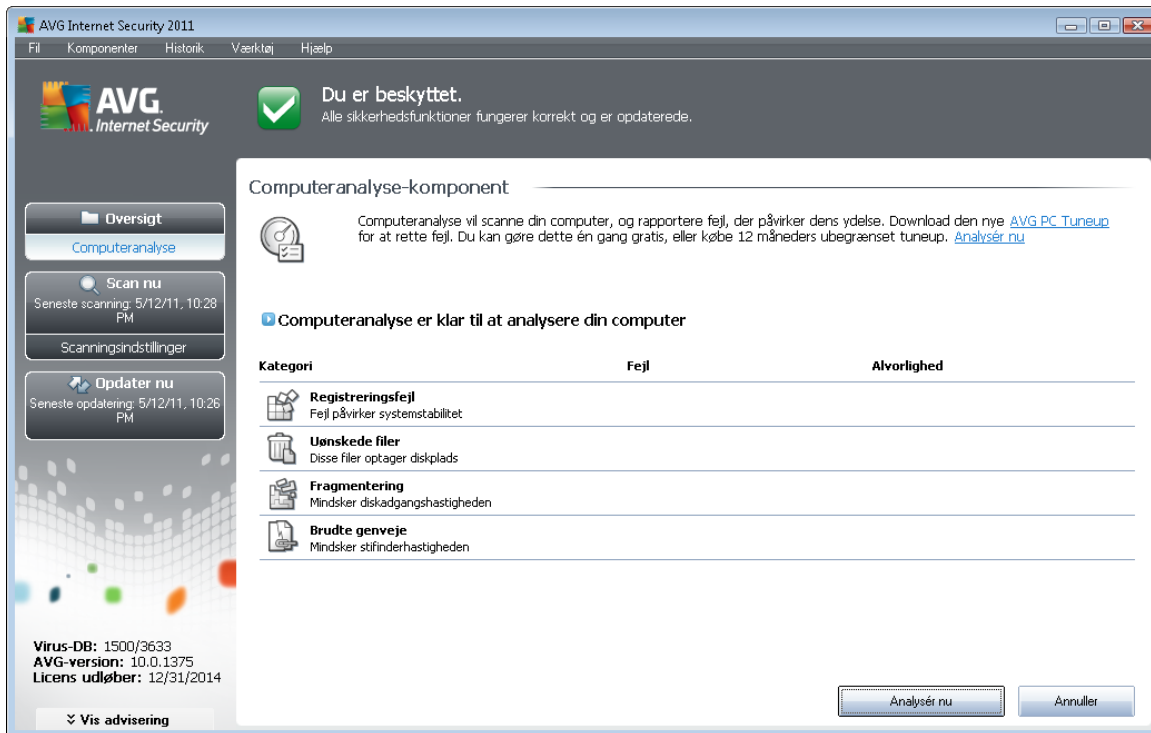 AVG Internet Security 2011
Fil Komponenter Historik Værktøj Hjælp
AVG.
Internet Security
Du er beskyttet.
Alle sikkerhedsfunktioner fungerer korrekt og er opdaterede.
Oversigt
Computeranalyse
Scan nu
Seneste scanning: 5/12/11, 10:28
PM
Scanningsindstillinger
Opdater nu
Seneste opdatering: 5/12/11, 10:26
PM
Virus-DB: 1500/3633
AVG-version: 10.0.1375
Licens udløber: 12/31/2014
Vis advisering
Computeranalyse-komponent
Computeranalyse vil scanne din computer, og rapportere fejl, der påvirker dens ydelse. Download den nye AVG PC Tuneup
for at rette fejl. Du kan gøre dette én gang gratis, eller købe 12 måneders ubegrænset tuneup. Analysér nu
Computeranalyse er klar til at analysere din computer
Kategori Fejl Alvorlighed
Registreringsfejl
Fejl påvirker systemstabilitet
Uønskede filer
Disse filer optager diskplads
Fragmentering
Mindsker diskadgangshastigheden
Brudte genveje
Mindsker stifinderhastigheden
Analysér nu Annuller